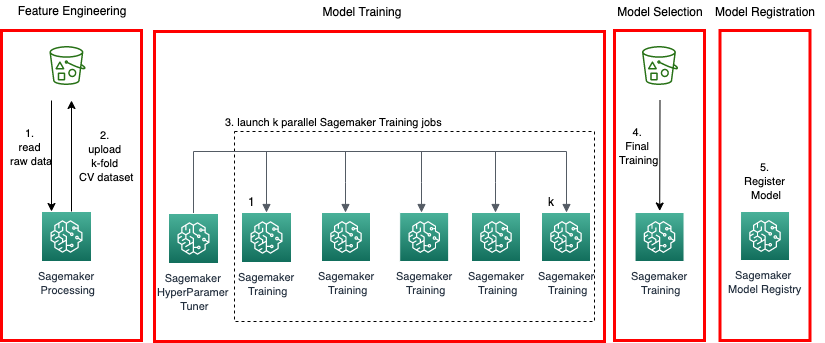 Feature Engineering
Model Training
Model Selection
Model Registration
1.
read
raw data
2.
upload
k-fold
CV dataset
Sagemaker
Processing
3. launch k parallel Sagemaker Training jobs
1
k
Sagemaker
HyperParamer
Tuner
Sagemaker
Training
Sagemaker
Training
Sagemaker
Training
Sagemaker
Training
Sagemaker
Training
4.
Final
Training
Sagemaker
Training
5.
Register
Model
Sagemaker
Model Registry